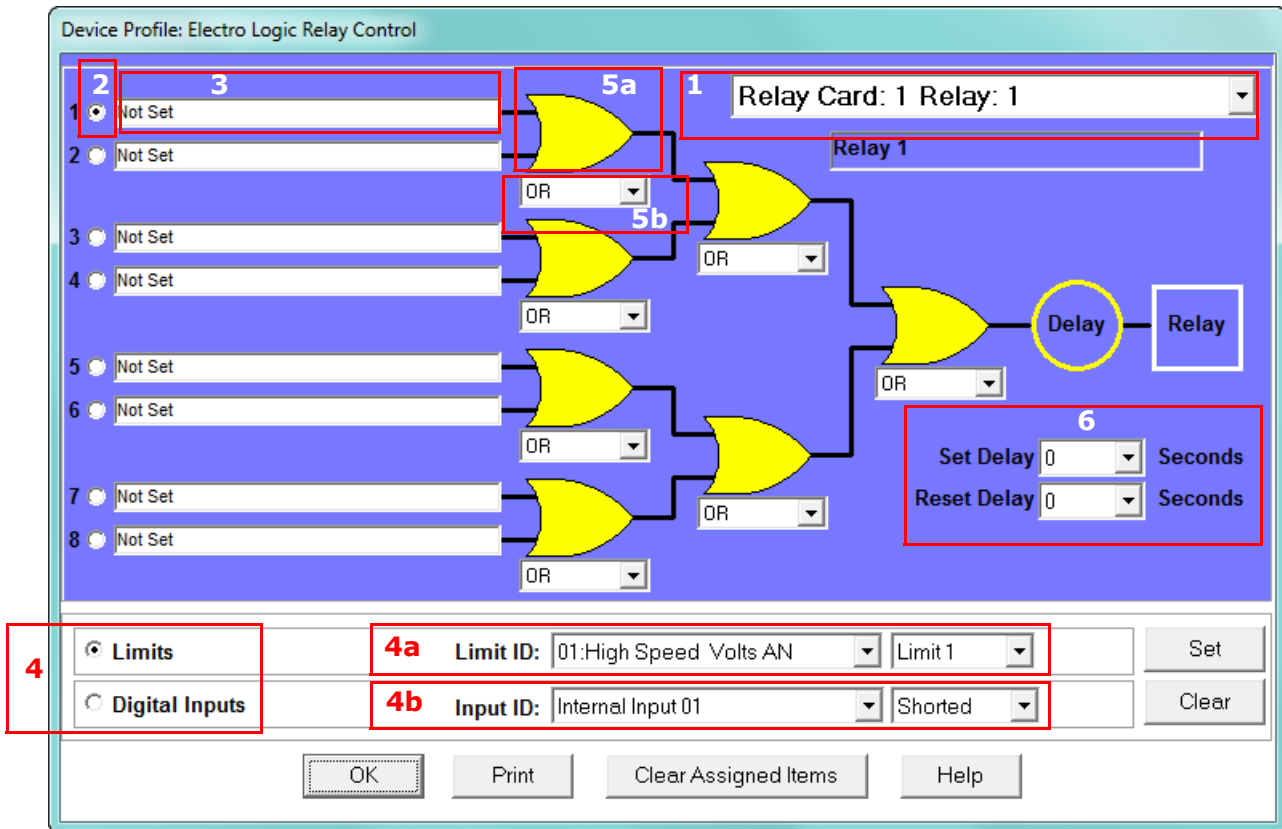 Device Profile: Electro Logic Relay Control
2 3 5a 1 Relay Card: 1 Relay: 1
1 Not Set
Relay 1
2 Not Set
OR
5b
3 Not Set
OR
4 Not Set
OR
Delay Relay
5 Not Set
OR
6 Not Set
6
OR
Set Delay 0 Seconds
7 Not Set
Reset Delay 0 Seconds
OR
8 Not Set
OR
4
Limits 4a Limit ID: 01:High Speed Volts AN Limit 1 Set
Digital Inputs 4b Input ID: Internal Input 01 Shorted Clear
OK Print Clear Assigned Items Help